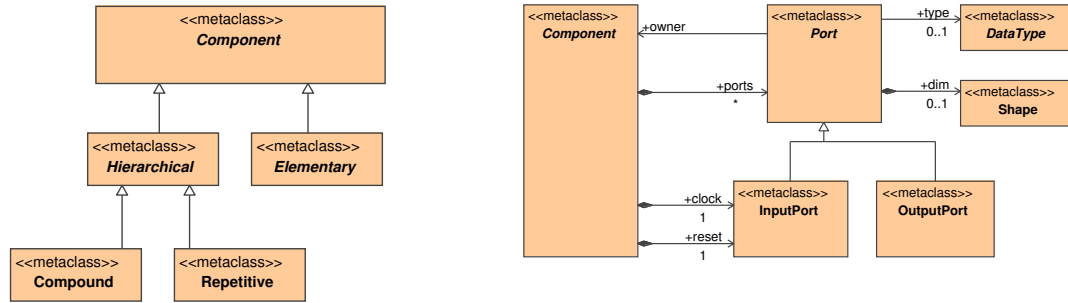 <<metaclass>>
Component
<<metaclass>>
Hierarchical
<<metaclass>>
Elementary
<<metaclass>>
Compound
<<metaclass>>
Repetitive
<<metaclass>>
Component
<<metaclass>>
Port
+owner
+ports
*
+type
0..1
<<metaclass>>
DataType
+dim
0..1
<<metaclass>>
Shape
+clock
1
+reset
1
<<metaclass>>
InputPort
<<metaclass>>
OutputPort